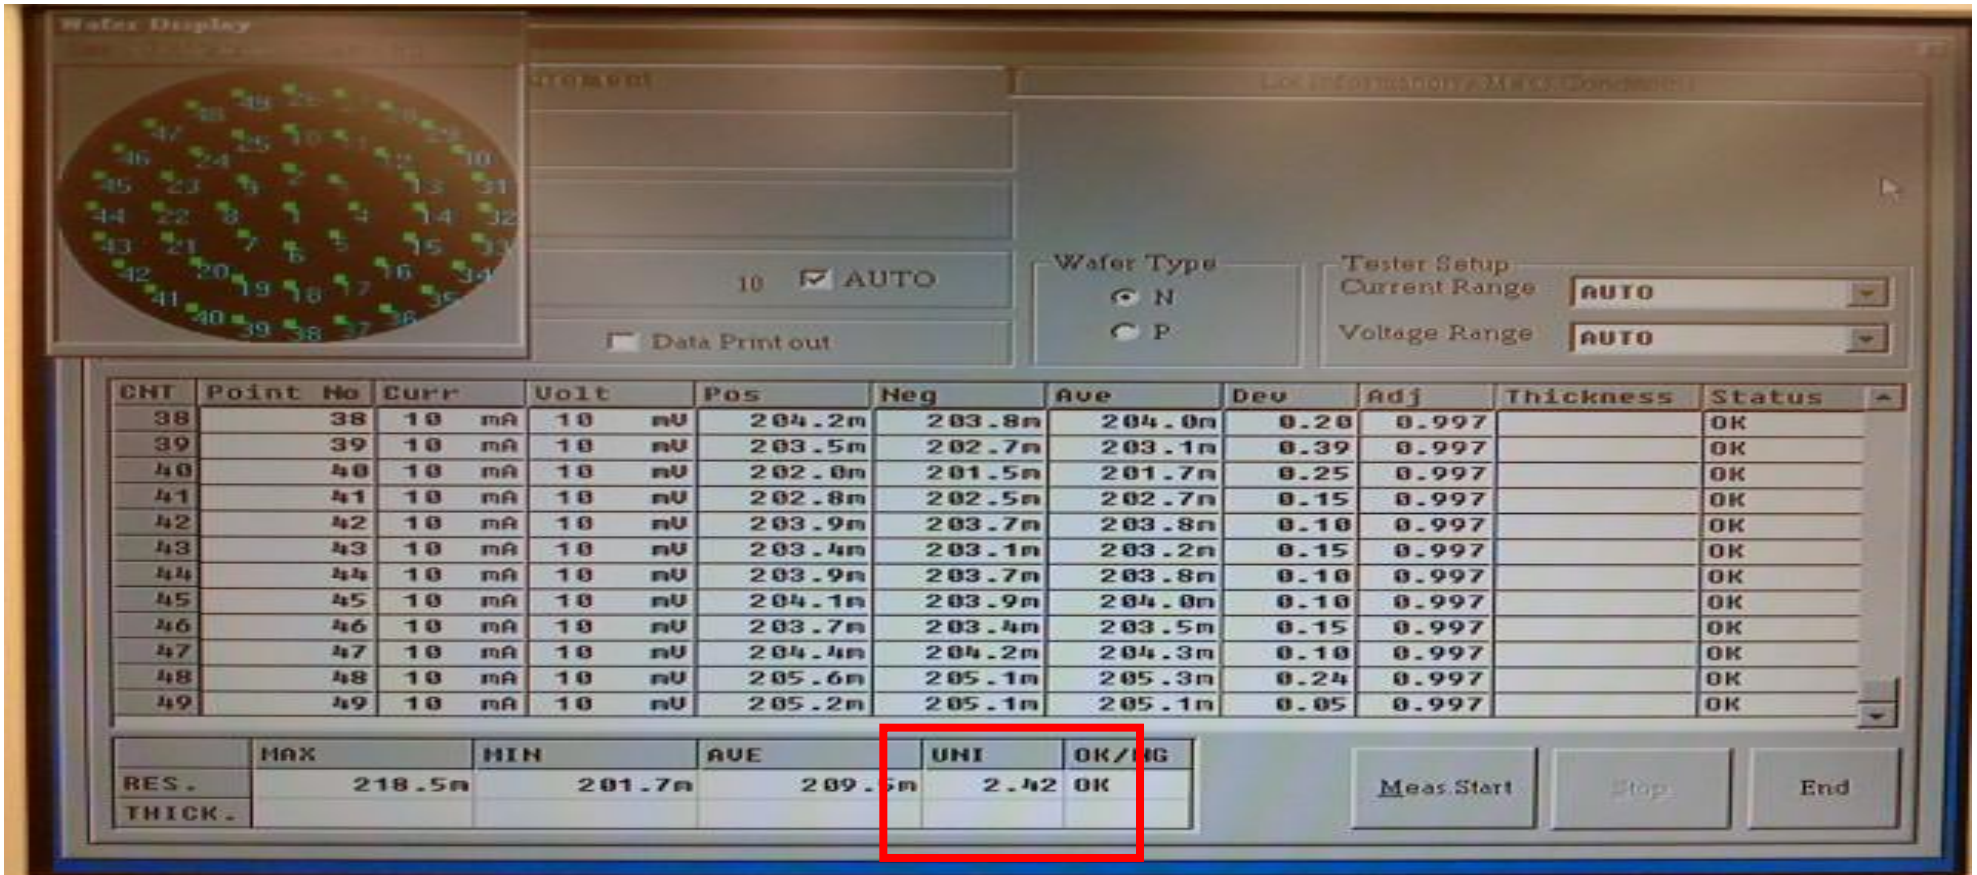 Wafer Display
Wafer Type
Tester Setup
10 AUTO
N
Current Range AUTO
Data Print out
P
Voltage Range AUTO
CNT Point No Curr Volt Pos Neg Ave Dev Adj Thickness Status
38 38 10 mA 10 mV 204.2m 203.8m 204.0m 0.20 0.997 OK
39 39 10 mA 10 mV 203.5m 202.7m 203.1m 0.39 0.997 OK
40 40 10 mA 10 mV 202.0m 201.5m 201.7m 0.25 0.997 OK
41 41 10 mA 10 mV 202.8m 202.5m 202.7m 0.15 0.997 OK
42 42 10 mA 10 mV 203.9m 203.7m 203.8m 0.10 0.997 OK
43 43 10 mA 10 mV 203.4m 203.1m 203.2m 0.15 0.997 OK
44 44 10 mA 10 mV 203.9m 203.7m 203.8m 0.10 0.997 OK
45 45 10 mA 10 mV 204.1m 203.9m 204.0m 0.10 0.997 OK
46 46 10 mA 10 mV 203.7m 203.4m 203.5m 0.15 0.997 OK
47 47 10 mA 10 mV 204.4m 204.2m 204.3m 0.10 0.997 OK
48 48 10 mA 10 mV 205.6m 205.1m 205.3m 0.24 0.997 OK
49 49 10 mA 10 mV 205.2m 205.1m 205.1m 0.05 0.997 OK
MAX MIN AVE UNI OK/NG
RES. 218.5m 201.7m 209.5m 2.42 OK
THICK.
Meas.Start Stop End